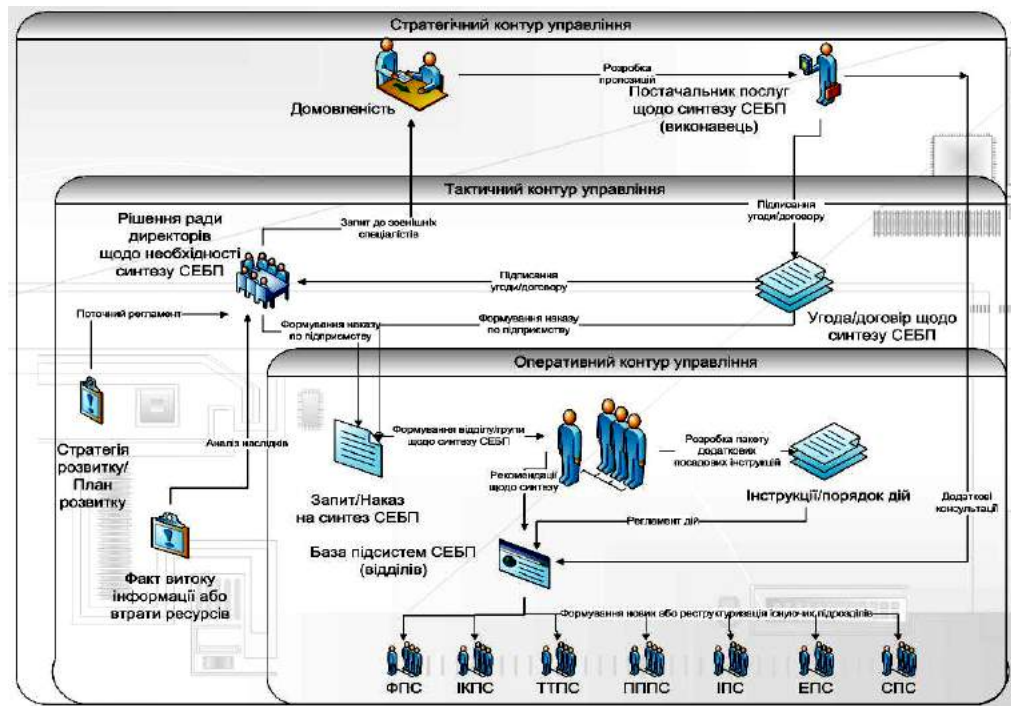 Стратегічний контур управління
Розробка
пропозицій
Домовленість
Постачальник послуг
щодо синтезу СЕБП
(виконавець)
Тактичний контур управління
Рішення ради
директорів
щодо необхідності
синтезу СЕБП
Запит до зовнішніх
спеціалістів
Підписання
угоди/договору
Підписання
угоди/договору
Поточний регламент
Формування наказу
по підприємству
Формування наказу
по підприємству
Угода/договір щодо
синтезу СЕБП
Оперативний контур управління
Стратегія
розвитку/
План
розвитку
Аналіз наслідків
Формування відділу/групи
щодо синтезу СЕБП
Розробка пакету
додаткових
посадових інструкцій
Рекомендації
щодо синтезу
Запит/Наказ
на синтез СЕБП
Інструкції/порядок дій
Додаткові
консультації
Регламент дій
База підсистем СЕБП
(відділів)
Факт витоку
інформації або
втрати ресурсів
Формування нових або реструктуризація існуючих підрозділів
ФПС ІКПС ТТПС ПППС ІПС ЕПС СПС